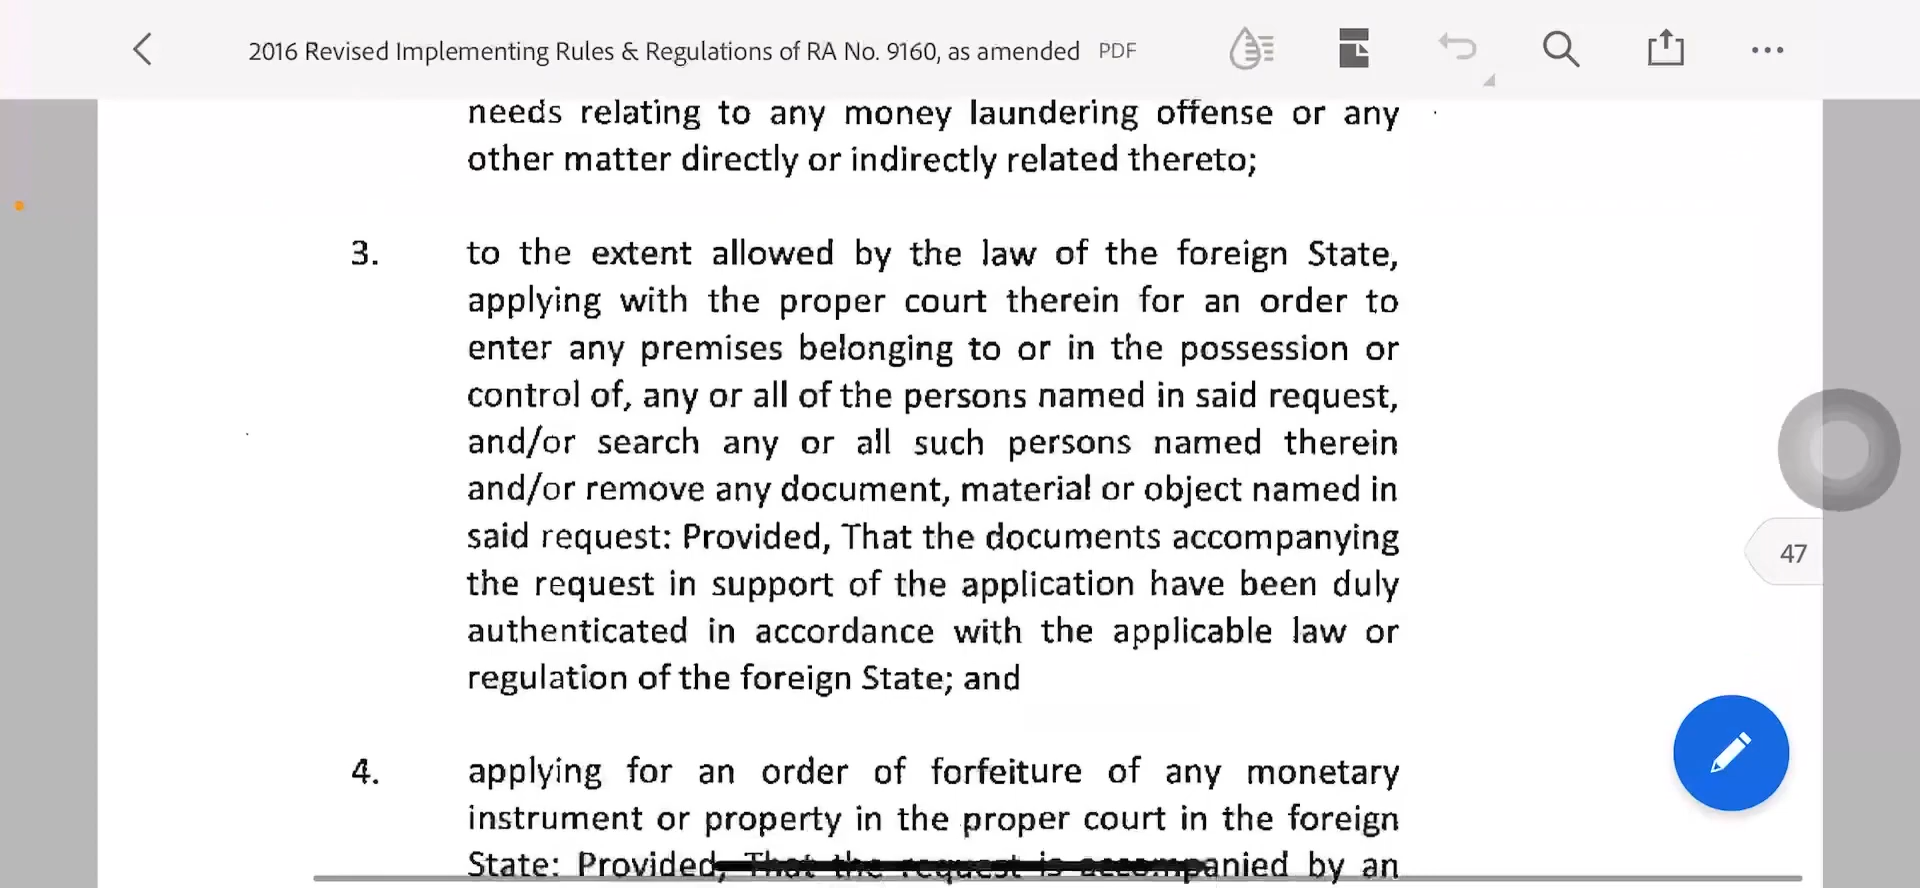 2016 Revised Implementing Rules & Regulations of RA No. 9160, as amended PDF
needs relating to any money laundering offense or any
other matter directly or indirectly related thereto;
3. to the extent allowed by the law of the foreign State,
applying with the proper court therein for an order to
enter any premises belonging to or in the possession or
control of, any or all of the persons named in said request,
and/or search any or all such persons named therein
and/or remove any document, material or object named in
said request: Provided, That the documents accompanying
the request in support of the application have been duly
authenticated in accordance with the applicable law or
regulation of the foreign State; and
47
4. applying for an order of forfeiture of any monetary
instrument or property in the proper court in the foreign
State: Provided, That the request is accompanied by an